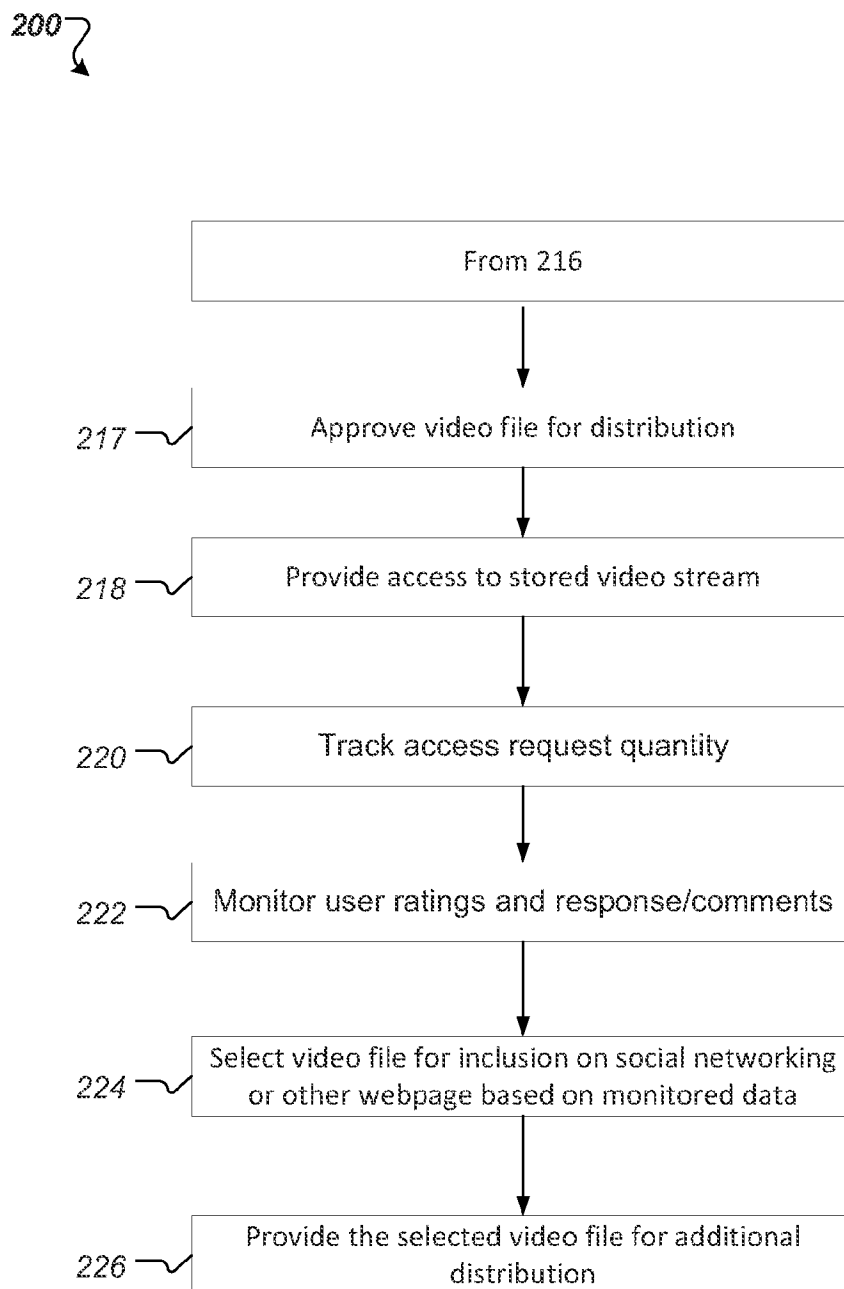 200
From 216
217
Approve video file for distribution
218
Provide access to stored video stream
220
Track access request quantity
222
Monitor user ratings and response/comments
224
Select video file for inclusion on social networking
or other webpage based on monitored data
226
Provide the selected video file for additional
distribution